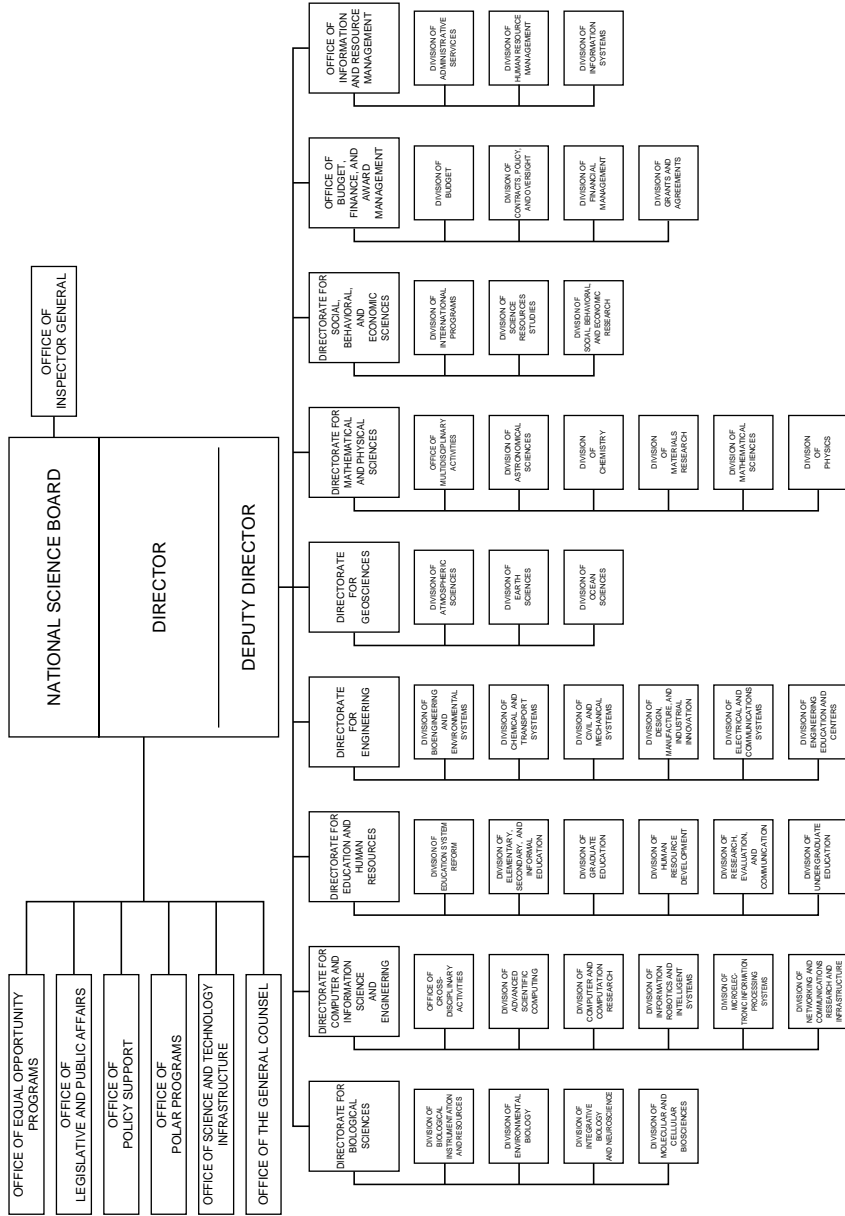 OFFICE OF EQUAL OPPORTUNITY
PROGRAMS
OFFICE OF
LEGISLATIVE AND PUBLIC AFFAIRS
OFFICE OF
POLICY SUPPORT
OFFICE OF
POLAR PROGRAMS
OFFICE OF SCIENCE AND TECHNOLOGY
INFRASTRUCTURE
OFFICE OF THE GENERAL COUNSEL
NATIONAL SCIENCE BOARD
DIRECTOR
DEPUTY DIRECTOR
OFFICE OF
INSPECTOR GENERAL
DIRECTORATE FOR
BIOLOGICAL
SCIENCES
DIVISION OF
BIOLOGICAL
INSTRUMENTATION
AND RESOURCES
DIVISION OF
ENVIRONMENTAL
BIOLOGY
DIVISION OF
INTEGRATIVE
BIOLOGY
AND NEUROSCIENCE
DIVISION OF
MOLECULAR AND
CELLULAR
BIOSCIENCES
DIRECTORATE FOR
COMPUTER AND
INFORMATION
SCIENCE
AND
ENGINEERING
OFFICE OF
CROSS-
DISCIPLINARY
ACTIVITIES
DIVISION OF
ADVANCED
SCIENTIFIC
COMPUTING
DIVISION OF
COMPUTER AND
COMPUTATION
RESEARCH
DIVISION OF
INFORMATION
ROBOTICS AND
INTELLIGENT
SYSTEMS
DIVISION OF
MICROELEC-
TRONIC INFORMATION
PROCESSING
SYSTEMS
DIVISION OF
NETWORKING AND
COMMUNICATIONS
RESEARCH AND
INFRASTRUCTURE
DIRECTORATE FOR
EDUCATION AND
HUMAN
RESOURCES
DIVISION OF
EDUCATION SYSTEM
REFORM
DIVISION OF
ELEMENTARY,
SECONDARY, AND
INFORMAL
EDUCATION
DIVISION OF
GRADUATE
EDUCATION
DIVISION OF
HUMAN
RESOURCE
DEVELOPMENT
DIVISION OF
RESEARCH,
EVALUATION,
AND
COMMUNICATION
DIVISION OF
UNDERGRADUATE
EDUCATION
DIRECTORATE
FOR
ENGINEERING
DIVISION OF
BIOENGINEERING
AND
ENVIRONMENTAL
SYSTEMS
DIVISION OF
CHEMICAL AND
TRANSPORT
SYSTEMS
DIVISION OF
CIVIL AND
MECHANICAL
SYSTEMS
DIVISION OF
DESIGN,
MANUFACTURE, AND
INDUSTRIAL
INNOVATION
DIVISION OF
ELECTRICAL AND
COMMUNICATIONS
SYSTEMS
DIVISION OF
ENGINEERING
EDUCATION AND
CENTERS
DIRECTORATE
FOR
GEOSCIENCES
DIVISION OF
ATMOSPHERIC
SCIENCES
DIVISION OF
EARTH
SCIENCES
DIVISION OF
OCEAN
SCIENCES
DIRECTORATE FOR
MATHEMATICAL
AND PHYSICAL
SCIENCES
OFFICE OF
MULTIDISCIPLINARY
ACTIVITIES
DIVISION OF
ASTRONOMICAL
SCIENCES
DIVISION
OF
CHEMISTRY
DIVISION
OF MATERIALS
RESEARCH
DIVISION OF
MATHEMATICAL
SCIENCES
DIVISION
OF
PHYSICS
DIRECTORATE FOR
SOCIAL,
BEHAVIORAL,
AND
ECONOMIC
SCIENCES
DIVISION OF
INTERNATIONAL
PROGRAMS
DIVISION OF
SCIENCE
RESOURCES
STUDIES
DIVISION OF
SOCIAL, BEHAVIORAL
AND ECONOMIC
RESEARCH
OFFICE OF
BUDGET,
FINANCE, AND
AWARD
MANAGEMENT
DIVISION OF
BUDGET
DIVISION OF
CONTRACTS, POLICY,
AND OVERSIGHT
DIVISION OF
FINANCIAL
MANAGEMENT
DIVISION OF
GRANTS AND
AGREEMENTS
OFFICE OF
INFORMATION
AND RESOURCE
MANAGEMENT
DIVISION OF
ADMINISTRATIVE
SERVICES
DIVISION OF
HUMAN RESOURCE
MANAGEMENT
DIVISION OF
INFORMATION
SYSTEMS